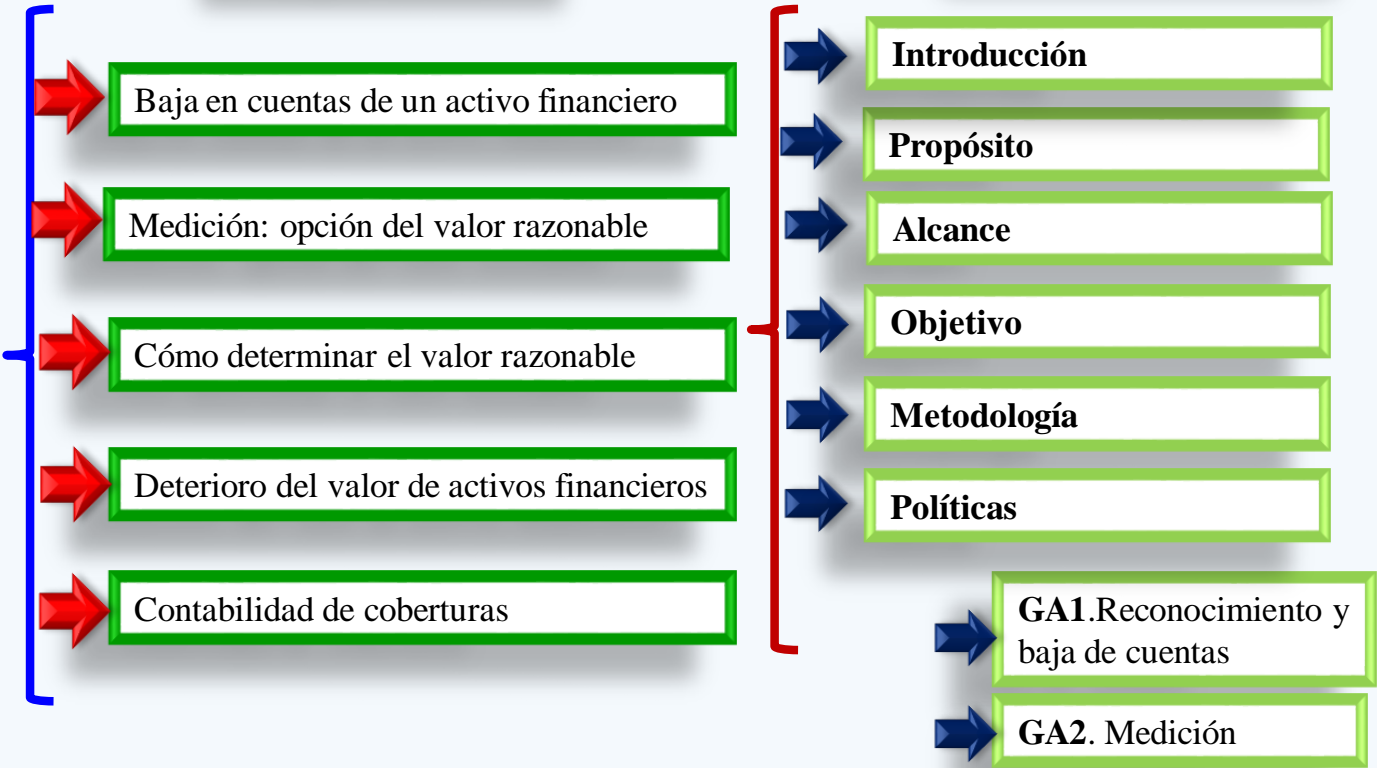 Baja en cuentas de un activo financiero
Medición: opción del valor razonable
Cómo determinar el valor razonable
Deterioro del valor de activos financieros
Contabilidad de coberturas
Introducción
Propósito
Alcance
Objetivo
Metodología
Políticas
GA1.Reconocimiento y
baja de cuentas
GA2. Medición